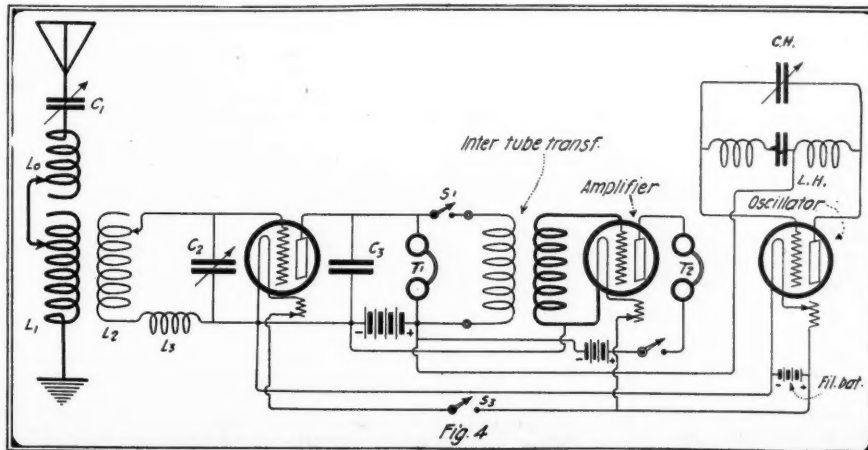 C1
L0
L1
L2
L3
C2
C3
T1
S1
Inter tube transf.
Amplifier
T2
C.H.
L.H.
Oscillator
- +
- +
- +
Fil. bat.
S3
Fig. 4